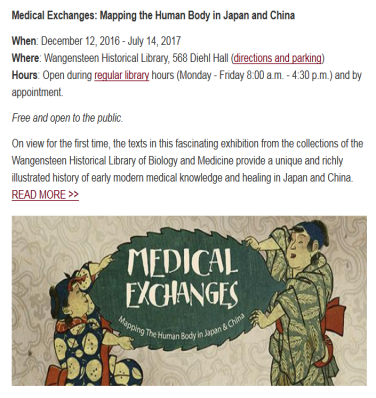 Medical Exchanges: Mapping the Human Body in Japan and China
When: December 12, 2016 - July 14, 2017
Where: Wangensteen Historical Library, 568 Diehl Hall (directions and parking)
Hours: Open during regular library hours (Monday - Friday 8:00 a.m. - 4:30 p.m.) and by
appointment.
Free and open to the public.
On view for the first time, the texts in this fascinating exhibition from the collections of the
Wangensteen Historical Library of Biology and Medicine provide a unique and richly
illustrated history of early modern medical knowledge and healing in Japan and China.
READ MORE >>
MEDICAL
EXCHANGES
Mapping The Human Body in Japan & China